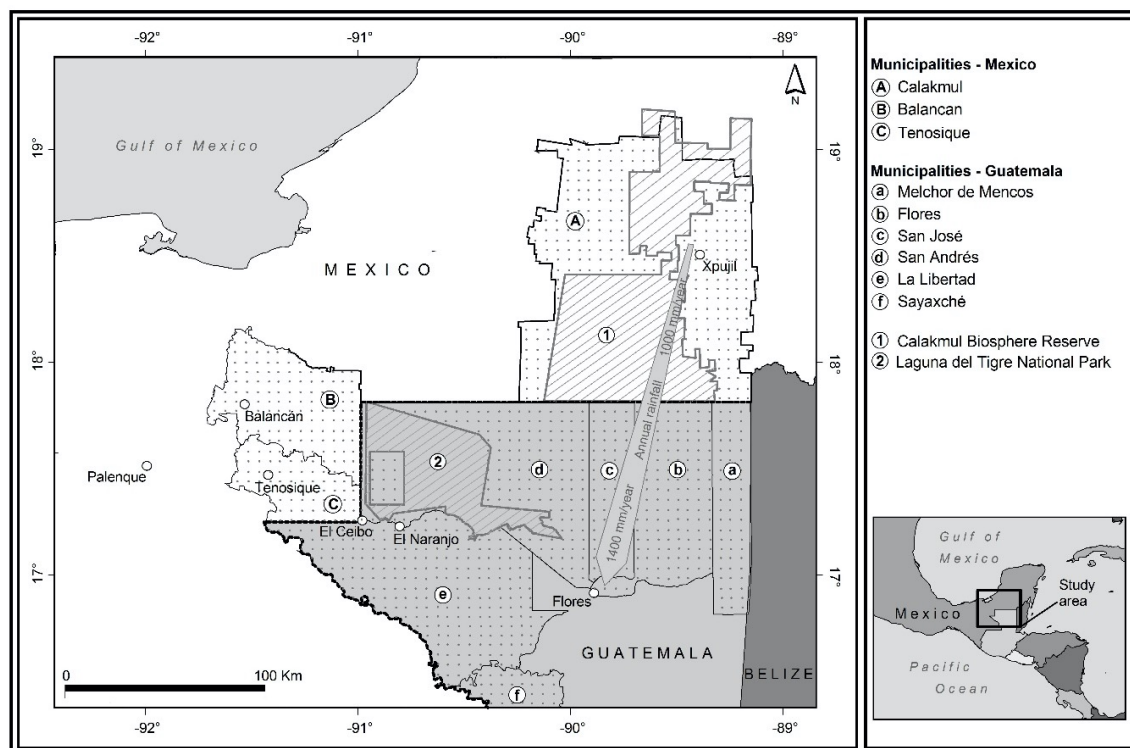 -92°
-91°
-90°
-89°
N
19°
19°
Gulf of Mexico
A
MEXICO
Xpujil
1000 mm/year
1
18°
18°
B
Balancán
Annual rainfall
Palenque
2
d
c
b
a
Tenosique
C
El Ceibo
El Naranjo
1400 mm/year
17°
17°
e
Flores
GUATEMALA
BELIZE
0
100 Km
f
-92°
-91°
-90°
-89°
Municipalities - Mexico
A Calakmul
B Balancan
C Tenosique
Municipalities - Guatemala
a Melchor de Mencos
b Flores
c San José
d San Andrés
e La Libertad
f Sayaxché
1 Calakmul Biosphere Reserve
2 Laguna del Tigre National Park
Gulf of
Mexico
Study
area
Mexico
Pacific
Ocean